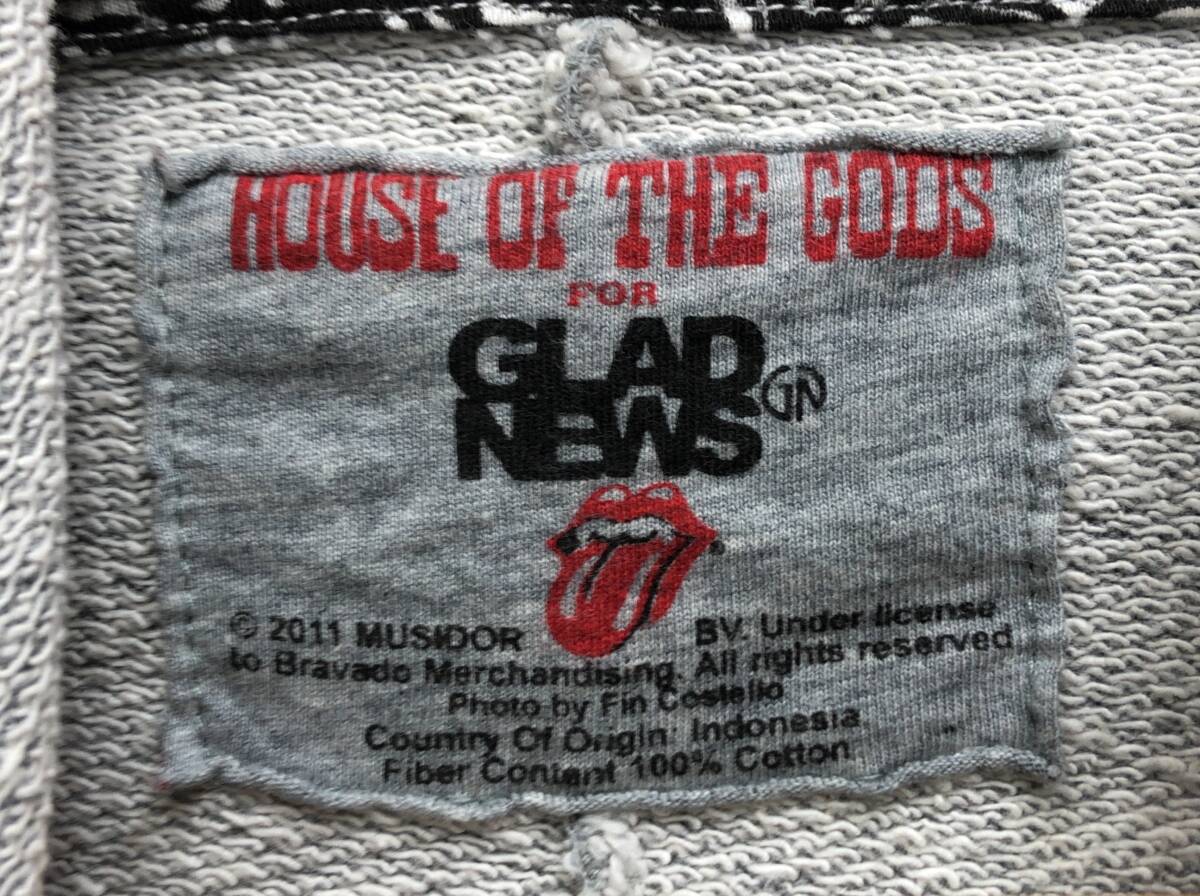 HOUSE OF THE GODS
FOR
GLAD
NEWS GN
© 2011 MUSIDOR BV. Under license
to Bravado Merchandising. All rights reserved
Photo by Fin Costello
Country Of Origin: Indonesia
Fiber Content 100% Cotton